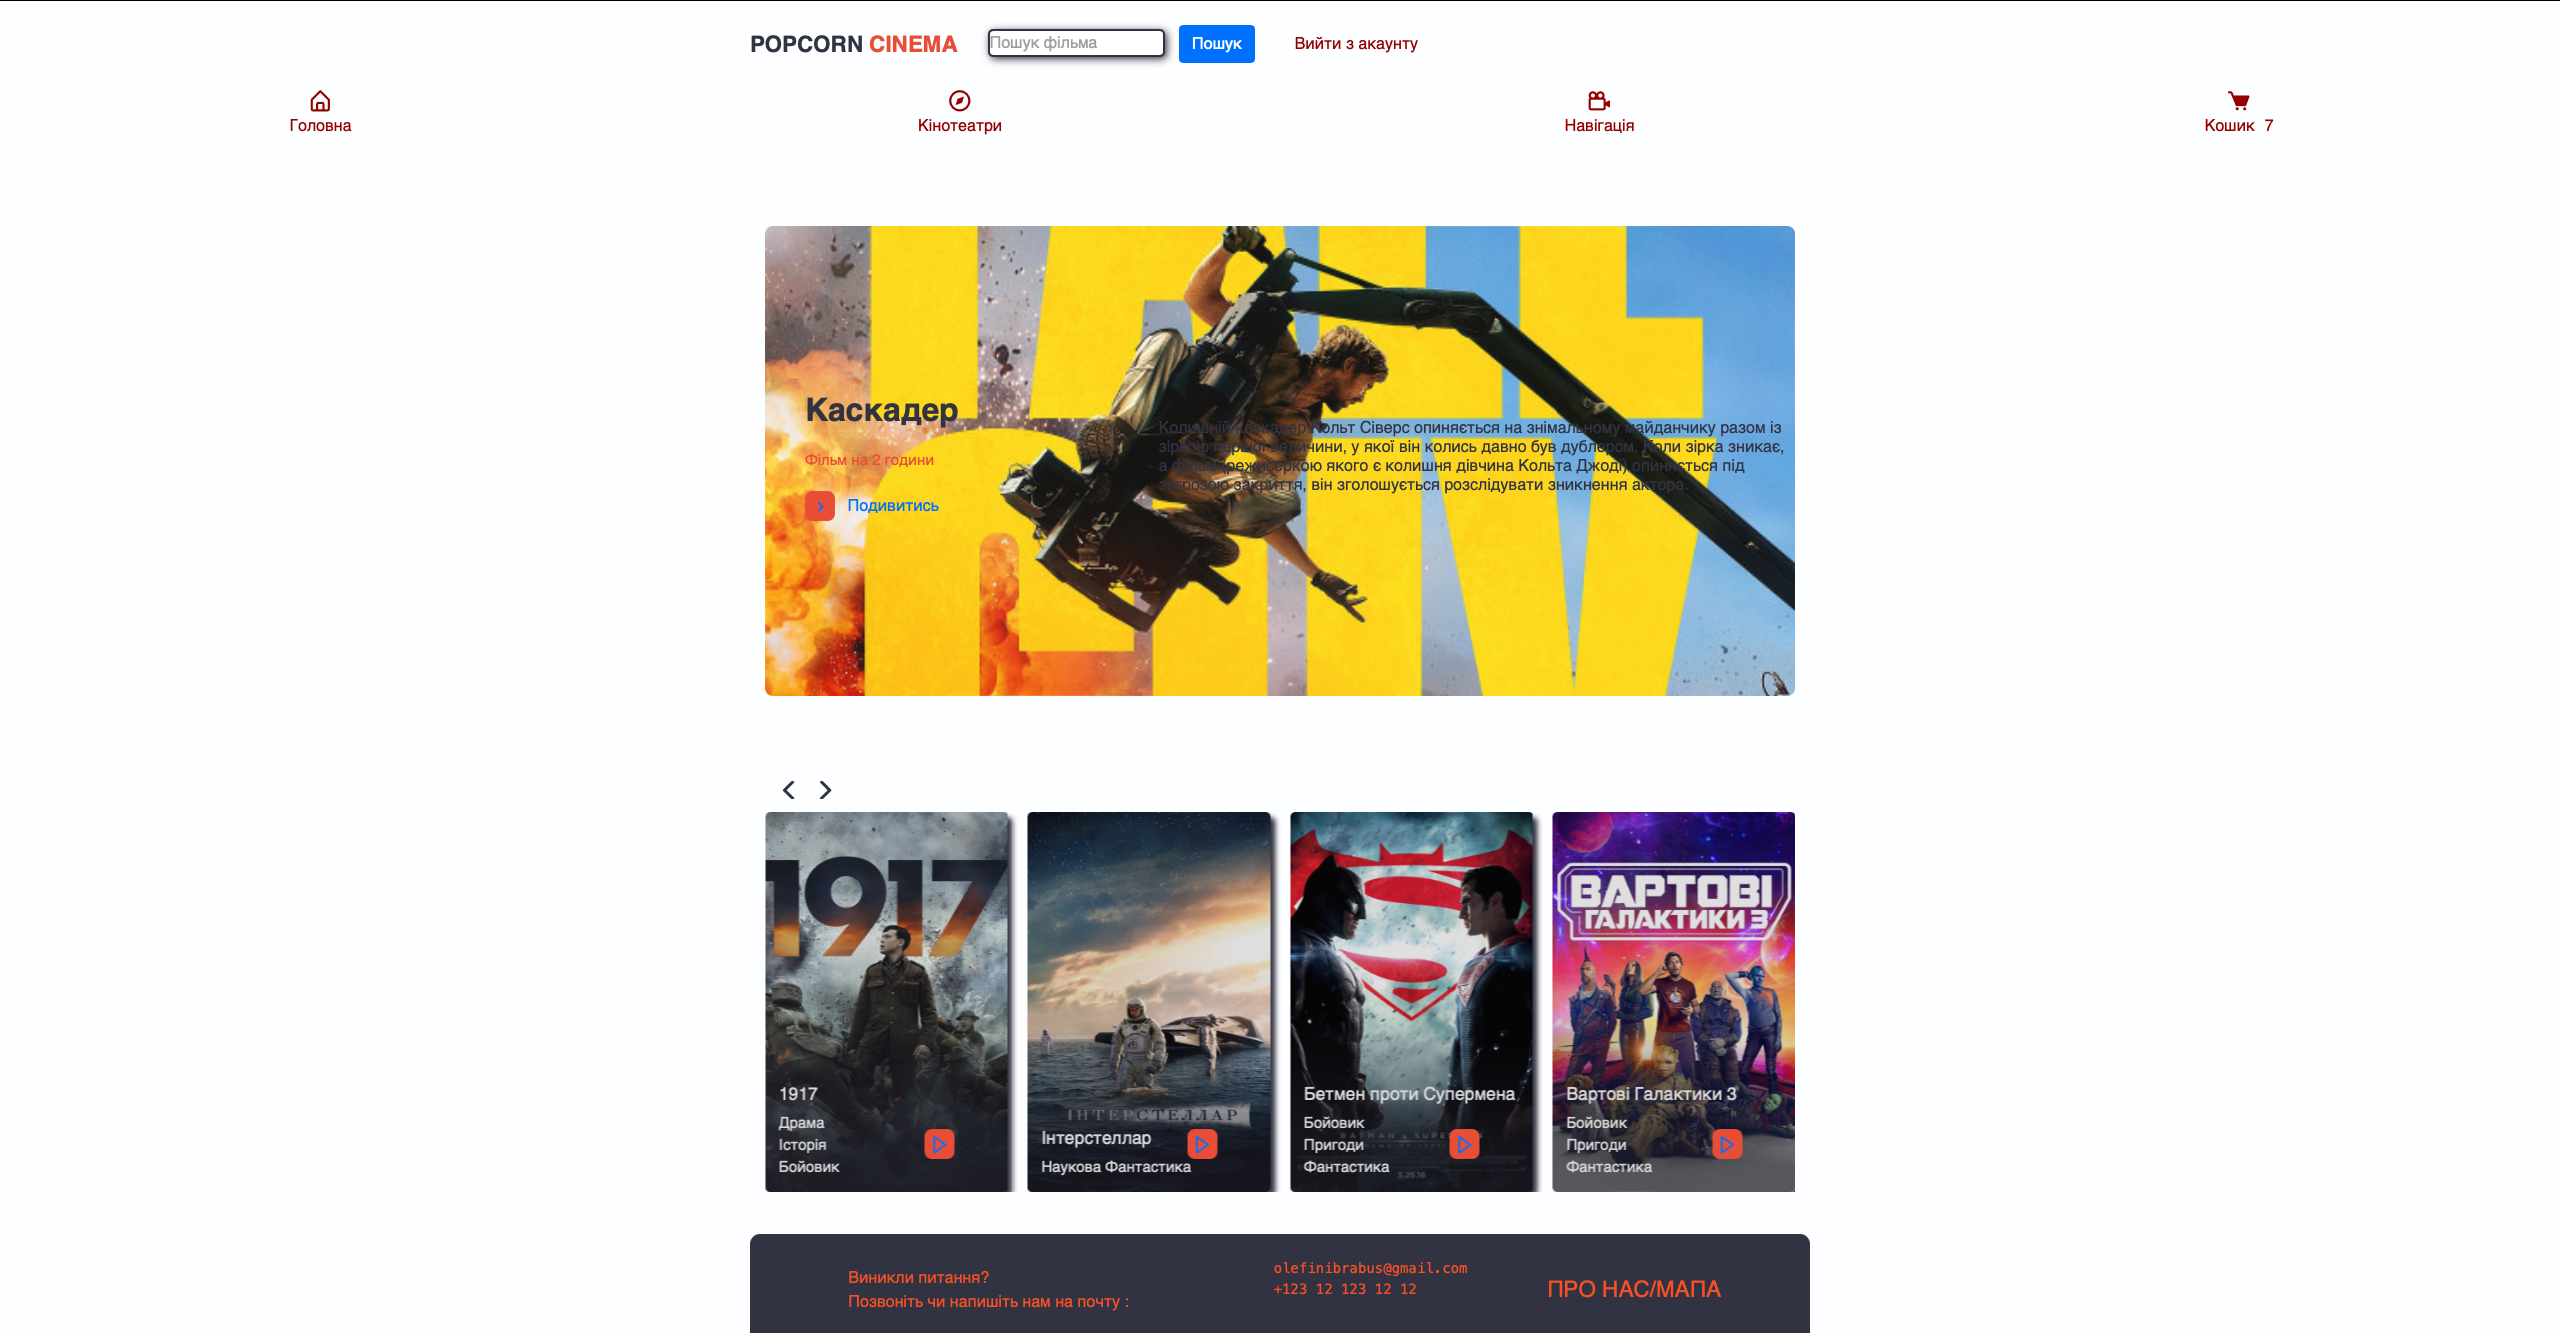 POPCORN CINEMA
Пошук фільма
Пошук
Вийти з акаунту
Головна
Кінотеатри
Навігація
Кошик 7
Каскадер
Фільм на 2 години
Подивитись
Колишній каскадер Кольт Сіверс опиняється на знімальному майданчику разом із
зіркою першої величини, у якої він колись давно був дублером. Коли зірка зникає,
а фільм (режисеркою якого є колишня дівчина Кольта Джоді) опиняється під
загрозою закриття, він зголошується розслідувати зникнення актора.
1917
1917
Драма
Історія
Бойовик
ІНТЕРСТЕЛЛАР
Інтерстеллар
Наукова Фантастика
Бетмен проти Супермена
Бойовик
Пригоди
Фантастика
3.25.16
ВАРТОВІ
ГАЛАКТИКИ 3
Вартові Галактики 3
Бойовик
Пригоди
Фантастика
Виникли питання?
Позвоніть чи напишіть нам на почту :
olefinibrabus@gmail.com
+123 12 123 12 12
ПРО НАС/МАПА